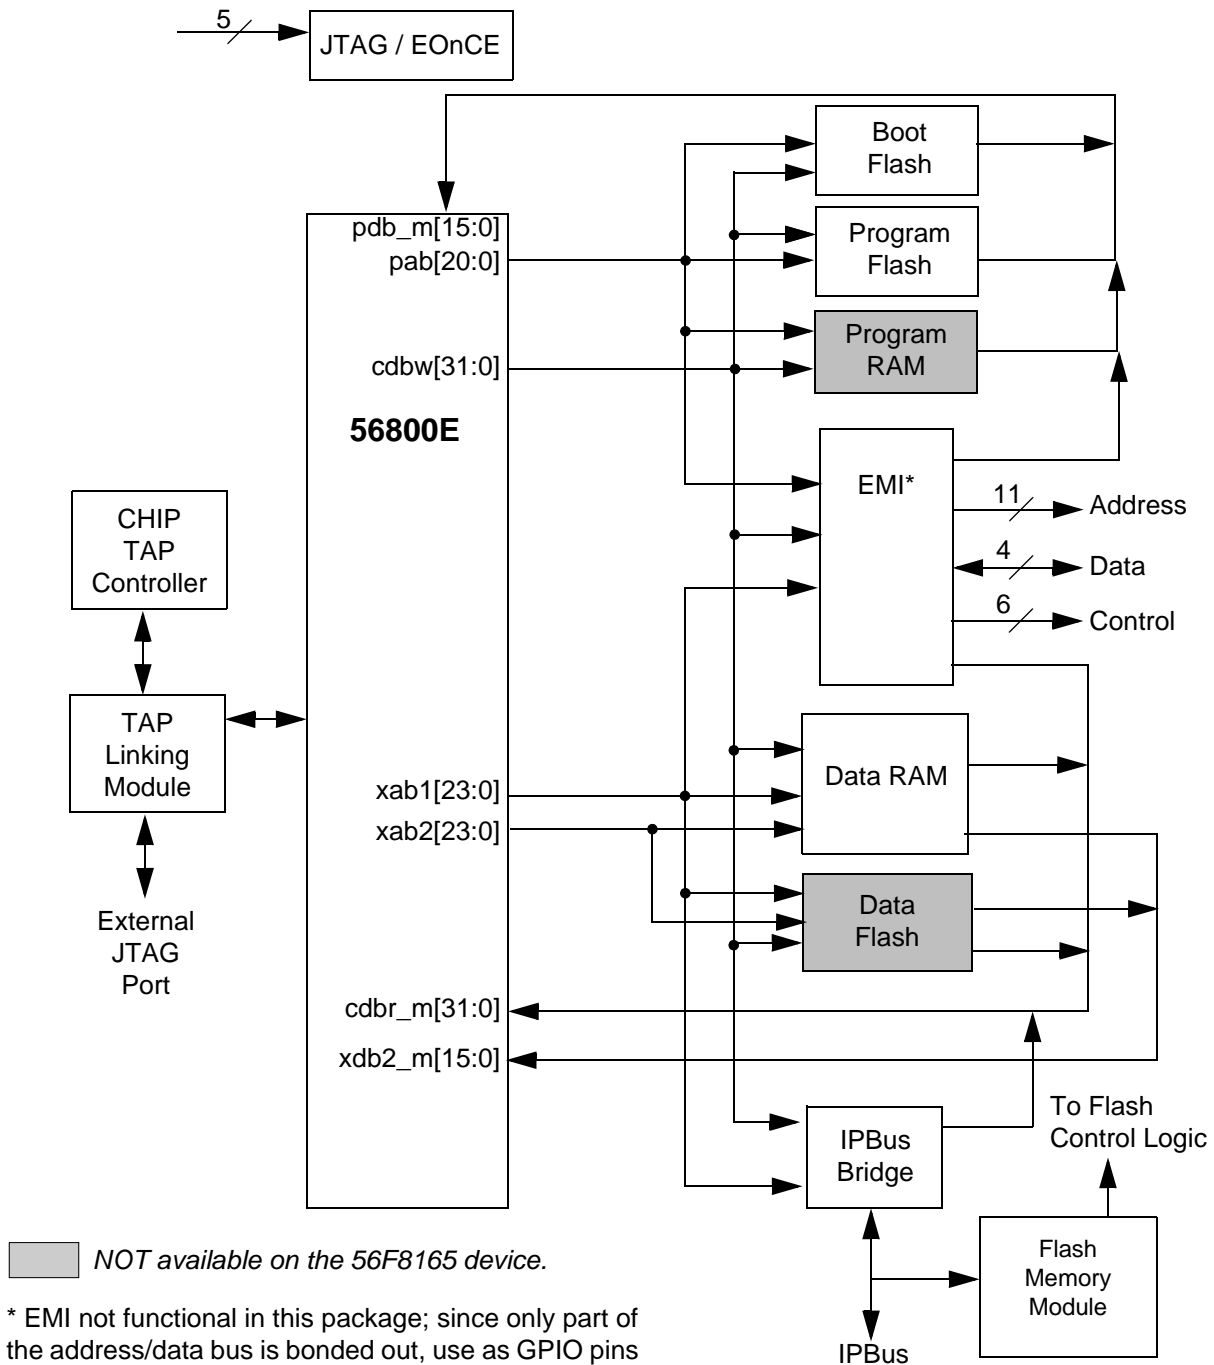 5
JTAG / EOnCE
Boot
Flash
pdb_m[15:0]
pab[20:0]
Program
Flash
Program
RAM
cdbw[31:0]
56800E
EMI*
11
Address
4
Data
6
Control
CHIP
TAP
Controller
TAP
Linking
Module
Data RAM
xab1[23:0]
xab2[23:0]
Data
Flash
External
JTAG
Port
cdbr_m[31:0]
xdb2_m[15:0]
To Flash
Control Logic
IPBus
Bridge
Flash
Memory
Module
NOT available on the 56F8165 device.
* EMI not functional in this package; since only part of
the address/data bus is bonded out, use as GPIO pins
IPBus